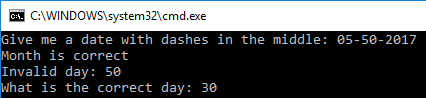 C:\WINDOWS\system32\cmd.exe
Give me a date with dashes in the middle: 05-50-2017
Month is correct
Invalid day: 50
What is the correct day: 30